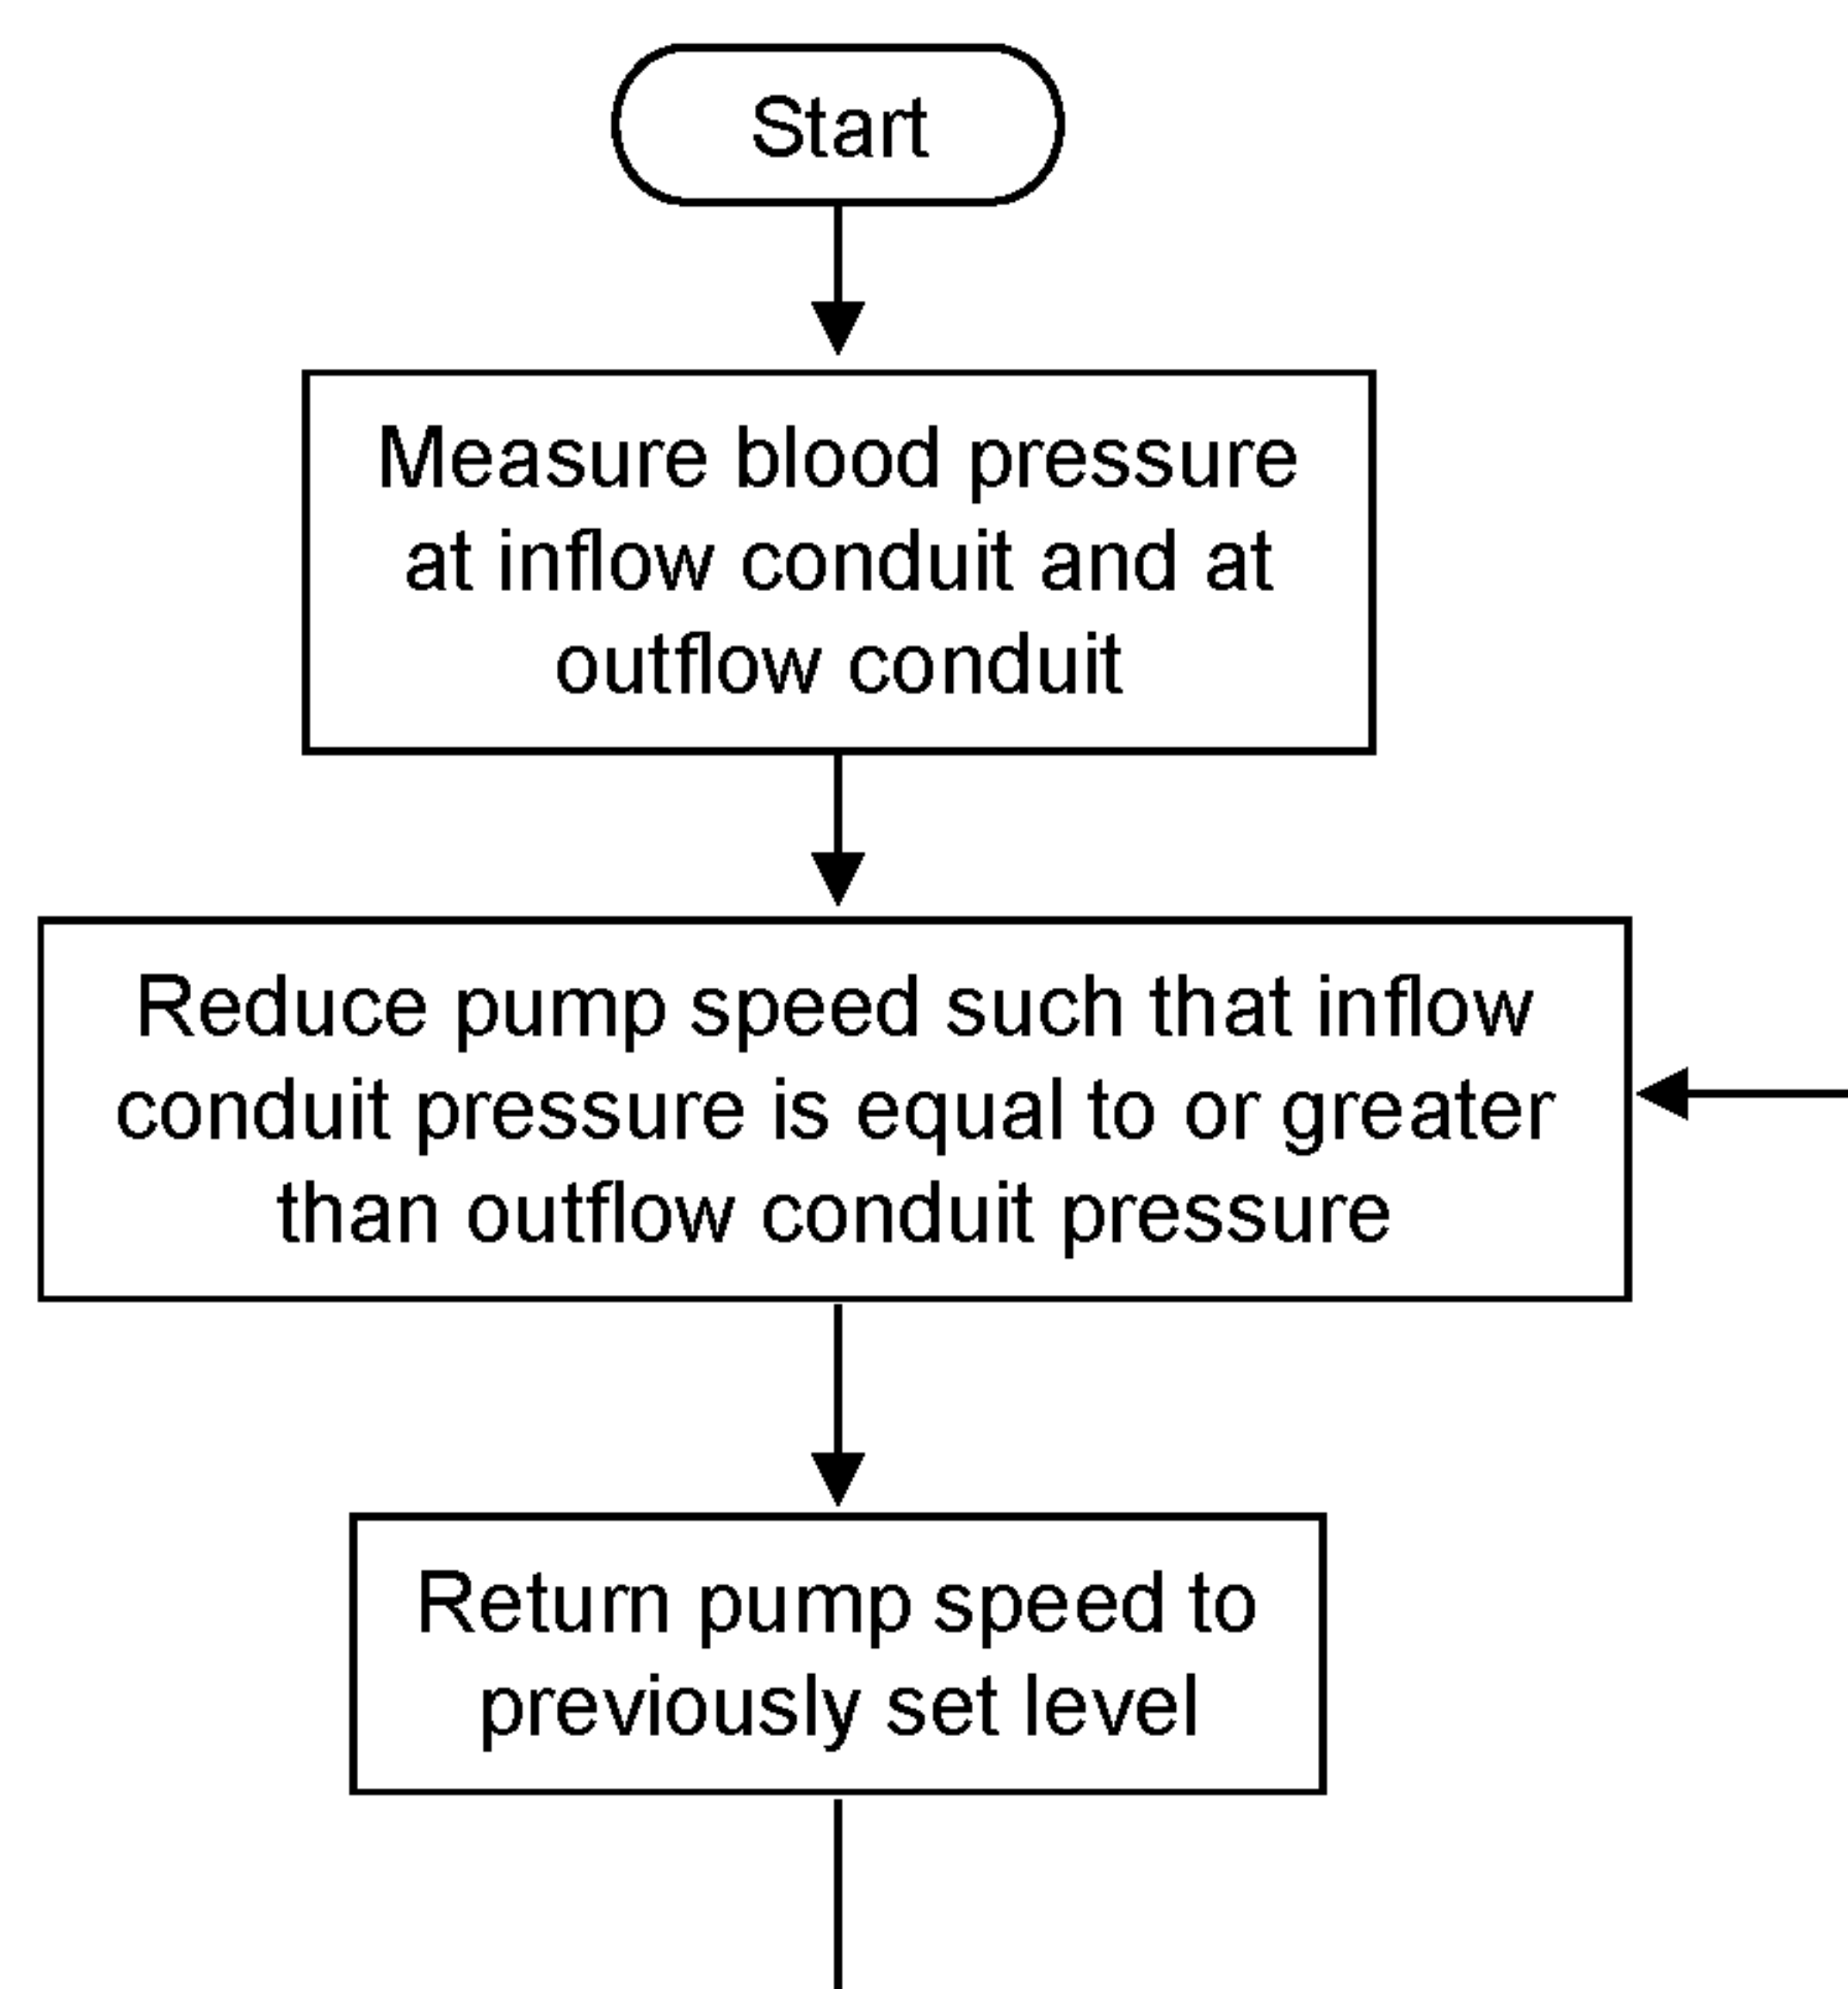 Start
Measure blood pressure
at inflow conduit and at
outflow conduit
Reduce pump speed such that inflow
conduit pressure is equal to or greater
than outflow conduit pressure
Return pump speed to
previously set level